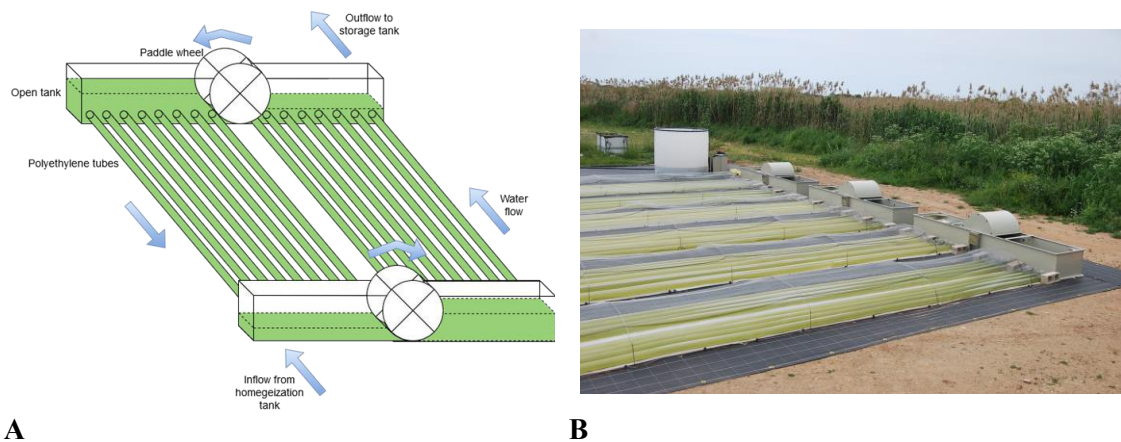 Outflow to
storage tank
Paddle wheel
Open tank
Polyethylene tubes
Water
flow
Inflow from
homegeization
tank
A
B